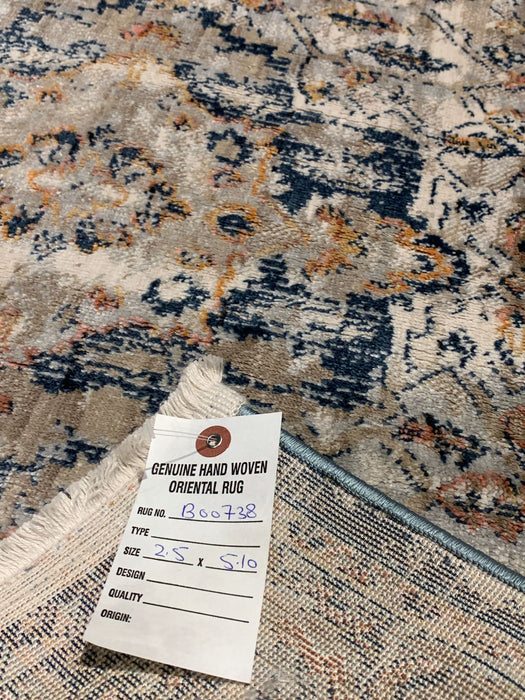 GENUINE HAND WOVEN
ORIENTAL RUG
RUG NO. B00738
TYPE
SIZE 2.5 X 5.10
DESIGN
QUALITY
ORIGIN: